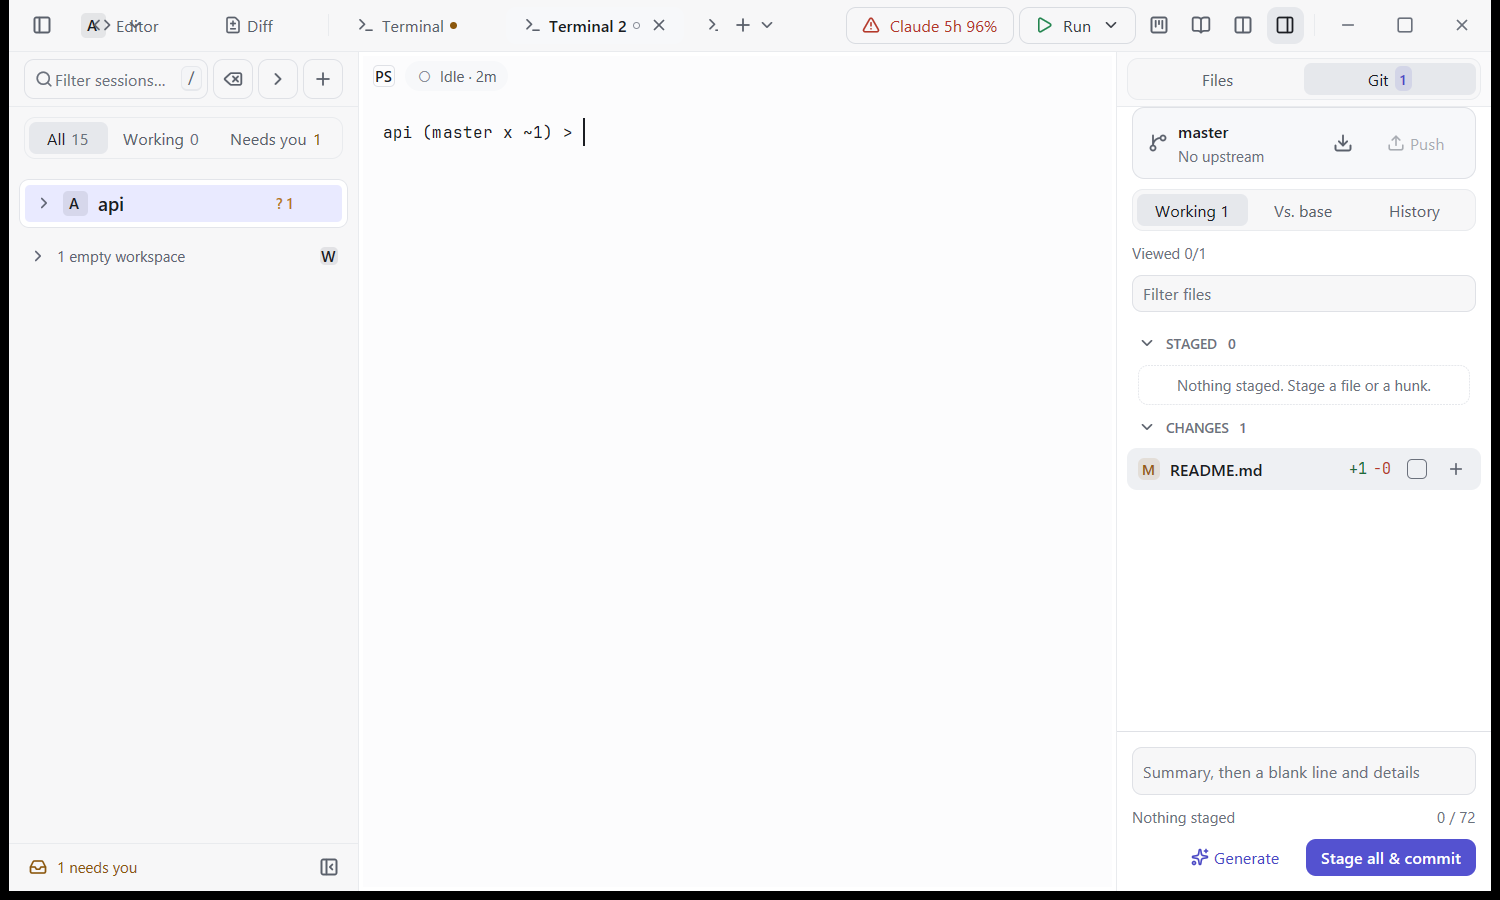 A Editor
Diff
Terminal
Terminal 2
Claude 5h 96%
Run
Filter sessions... /
All 15
Working 0
Needs you 1
A api ? 1
1 empty workspace W
1 needs you
PS Idle · 2m
api (master x ~1) >
Files
Git 1
master
No upstream
Push
Working 1
Vs. base
History
Viewed 0/1
Filter files
STAGED 0
Nothing staged. Stage a file or a hunk.
CHANGES 1
M README.md +1 -0
Summary, then a blank line and details
Nothing staged 0 / 72
Generate
Stage all & commit